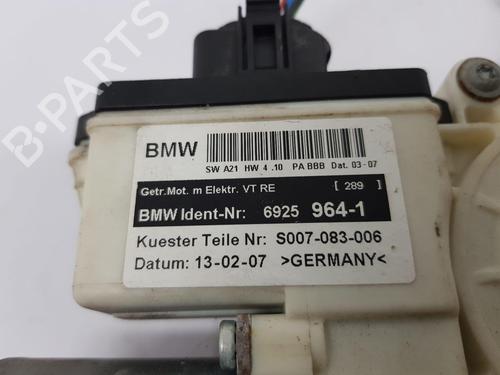 B-PARTS
BMW
SW A21 HW 4.10 PA BBB Dat. 03-07
Getr.Mot. m Elektr. VT RE [ 289 ]
BMW Ident-Nr: 6925 964-1
Kuester Teile Nr: S007-083-006
Datum: 13-02-07 >GERMANY<